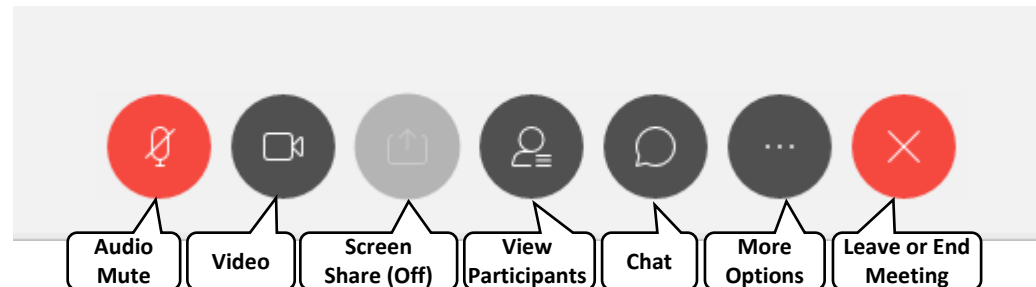 Audio
Mute
Video
Screen
Share (Off)
View
Participants
Chat
More
Options
Leave or End
Meeting